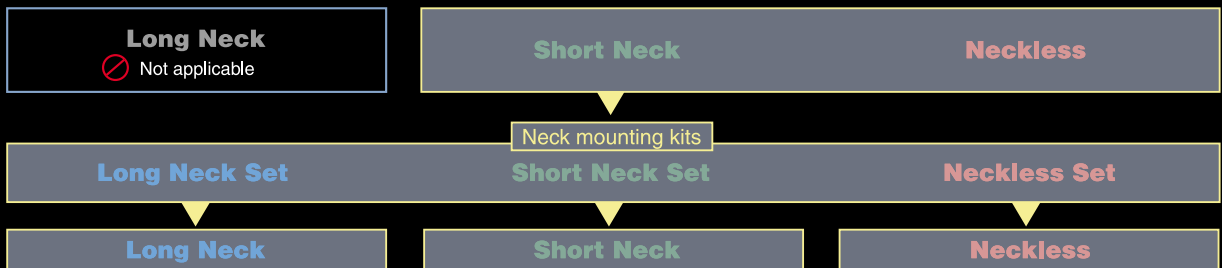 Long Neck
Not applicable
Short Neck
Neckless
Neck mounting kits
Long Neck Set
Short Neck Set
Neckless Set
Long Neck
Short Neck
Neckless